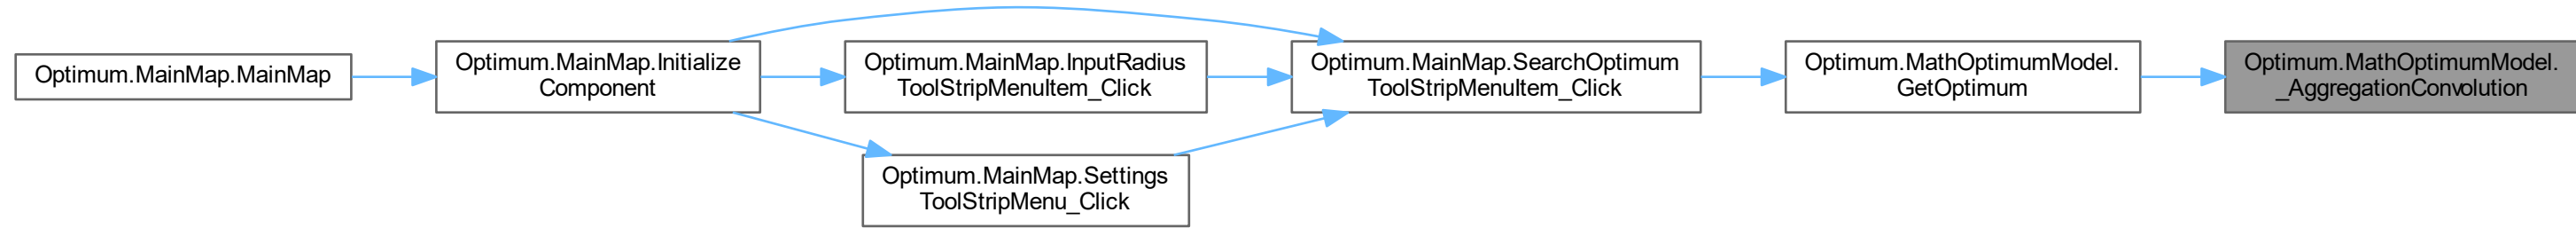 Optimum.MainMap.MainMap
Optimum.MainMap.Initialize
Component
Optimum.MainMap.InputRadius
ToolStripMenuItem_Click
Optimum.MainMap.Settings
ToolStripMenu_Click
Optimum.MainMap.SearchOptimum
ToolStripMenuItem_Click
Optimum.MathOptimumModel.
GetOptimum
Optimum.MathOptimumModel.
_AggregationConvolution